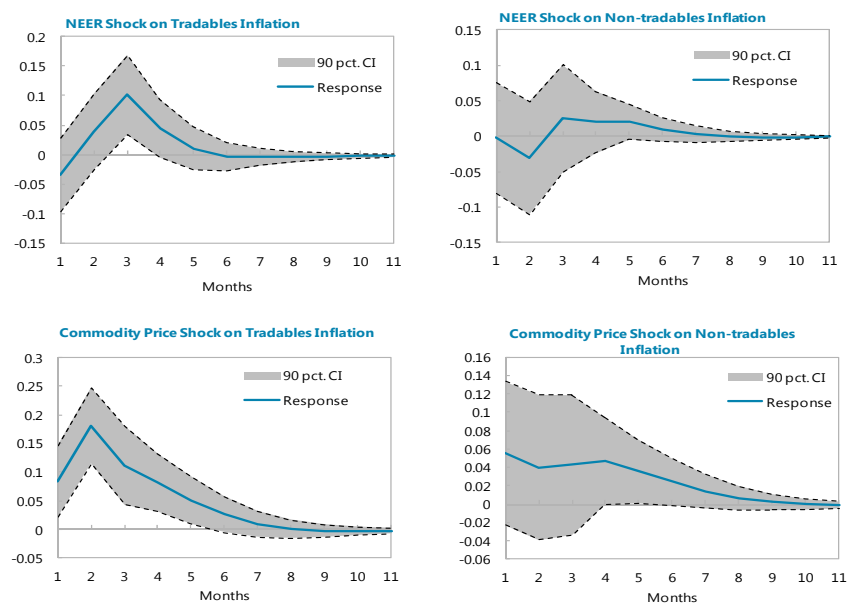 NEER Shock on Tradables Inflation
0.2
0.15
0.1
0.05
0
-0.05
-0.1
-0.15
90 pct. CI
Response
1 2 3 4 5 6 7 8 9 10 11
Months
NEER Shock on Non-tradables Inflation
0.15
0.1
0.05
0
-0.05
-0.1
-0.15
90 pct. CI
Response
1 2 3 4 5 6 7 8 9 10 11
Months
Commodity Price Shock on Tradables Inflation
0.3
0.25
0.2
0.15
0.1
0.05
0
-0.05
90 pct. CI
Response
1 2 3 4 5 6 7 8 9 10 11
Months
Commodity Price Shock on Non-tradables
Inflation
0.16
0.14
0.12
0.1
0.08
0.06
0.04
0.02
0
-0.02
-0.04
-0.06
90 pct. CI
Response
1 2 3 4 5 6 7 8 9 10 11
Months